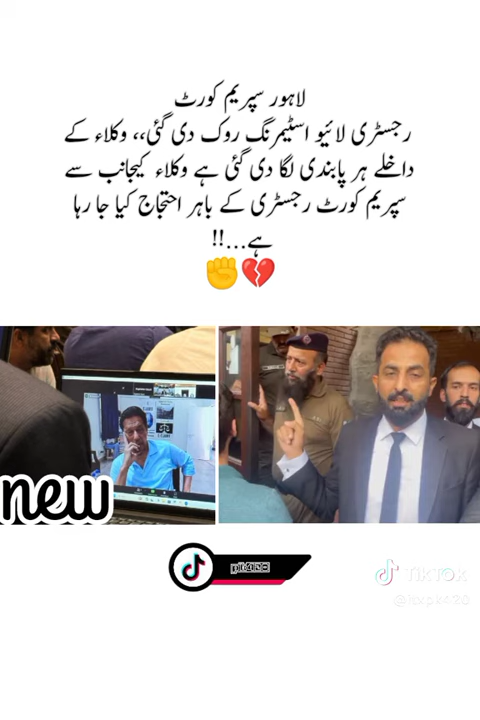 لاہور سپریم کورٹ
رجسٹری لائیو اسٹیمرنگ روک دی گئی،، وکلاء کے
داخلے ہر پابندی لگا دی گئی ہے وکلاء کیجانب سے
سپریم کورٹ رجسٹری کے باہر احتجاج کیا جا رہا
ہے...!!
new
TikTok